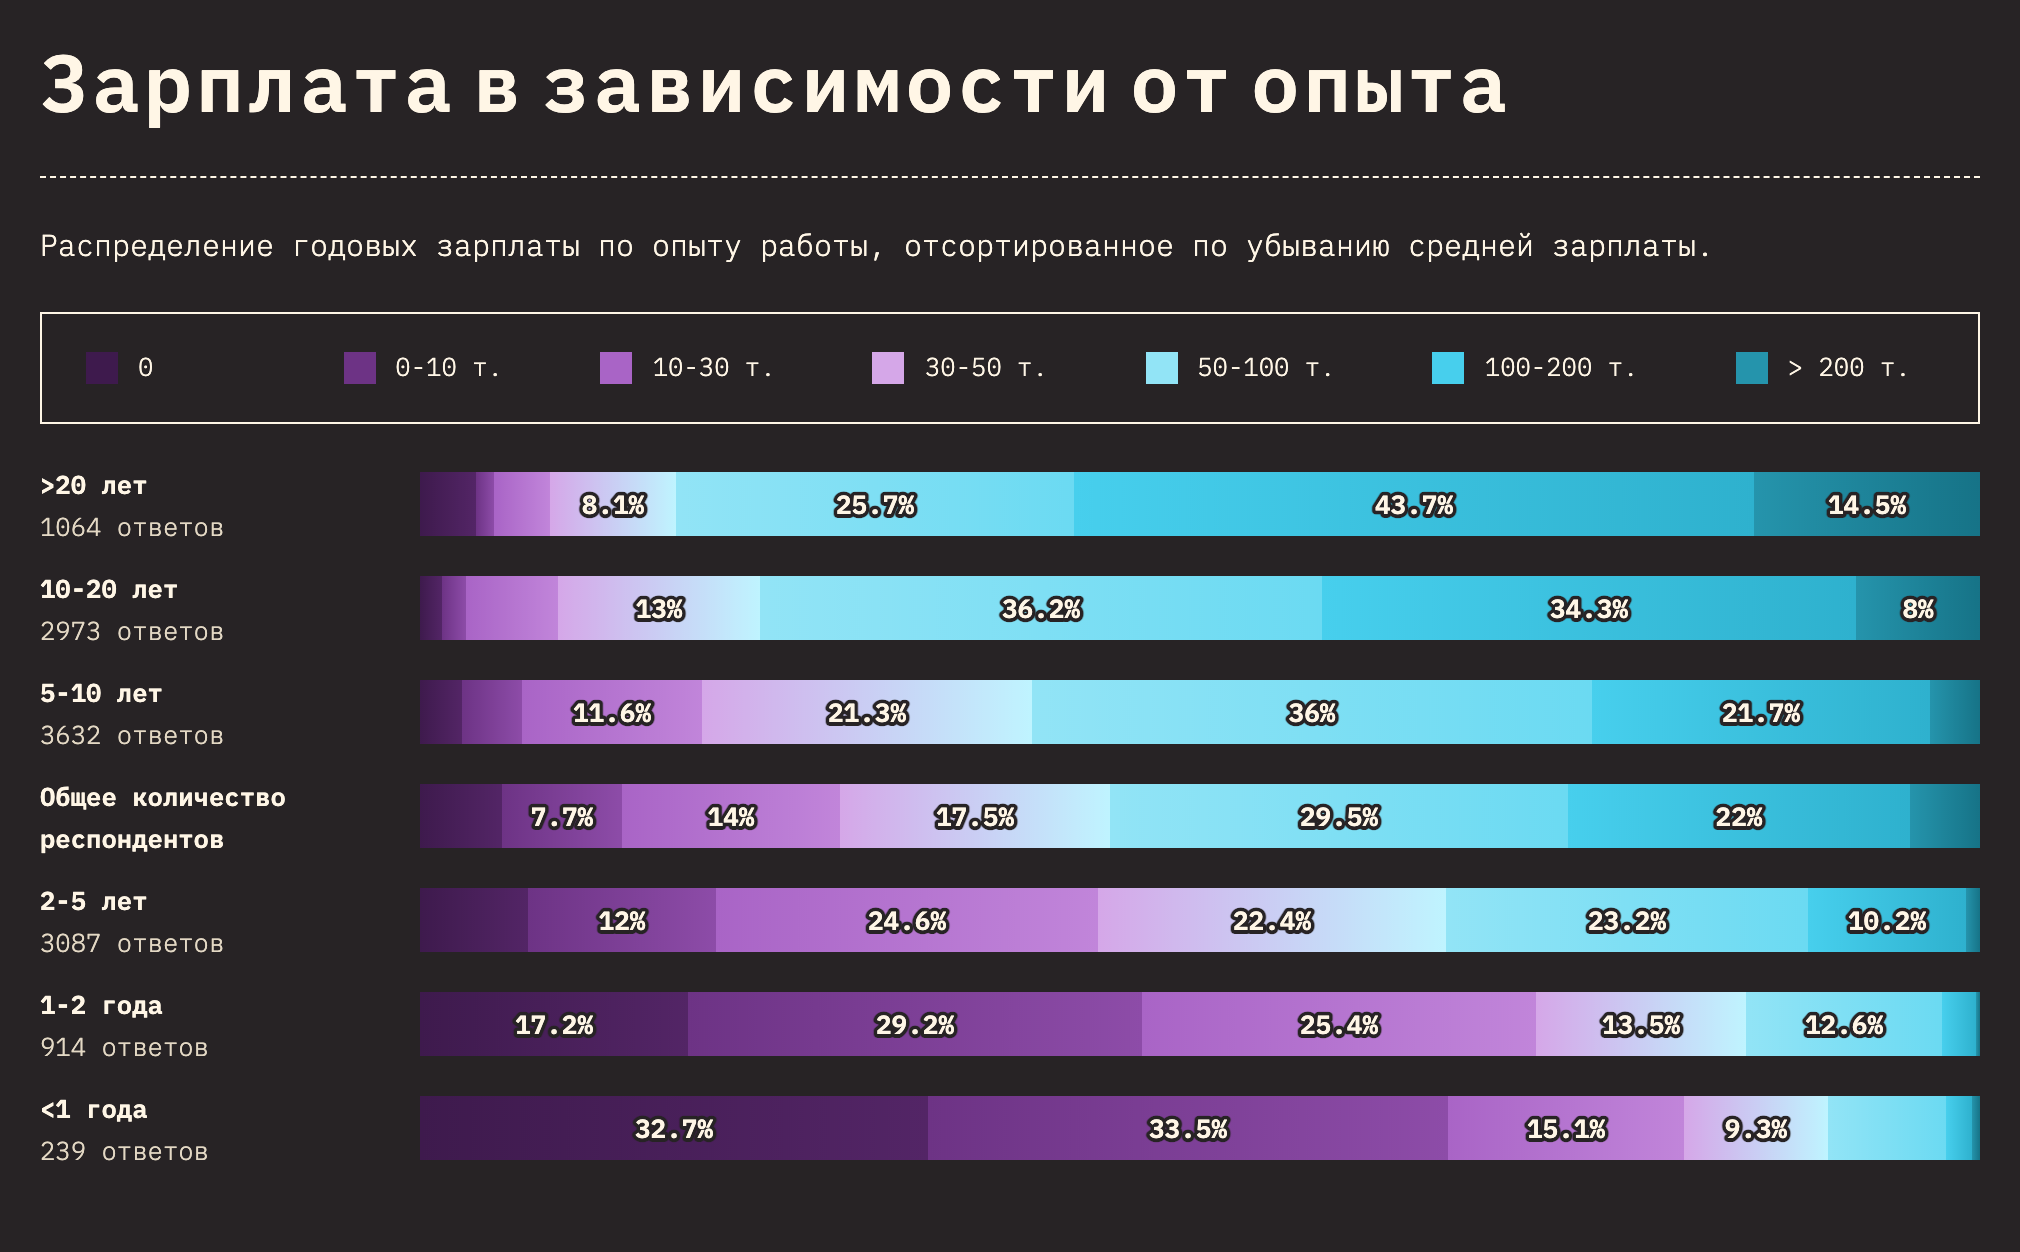 Зарплата в зависимости от опыта
Распределение годовых зарплаты по опыту работы, отсортированное по убыванию средней зарплаты.
0 0-10 т. 10-30 т. 30-50 т. 50-100 т. 100-200 т. > 200 т.
>20 лет
1064 ответов
8.1% 25.7% 43.7% 14.5%
10-20 лет
2973 ответов
13% 36.2% 34.3% 8%
5-10 лет
3632 ответов
11.6% 21.3% 36% 21.7%
Общее количество
респондентов
7.7% 14% 17.5% 29.5% 22%
2-5 лет
3087 ответов
12% 24.6% 22.4% 23.2% 10.2%
1-2 года
914 ответов
17.2% 29.2% 25.4% 13.5% 12.6%
<1 года
239 ответов
32.7% 33.5% 15.1% 9.3%